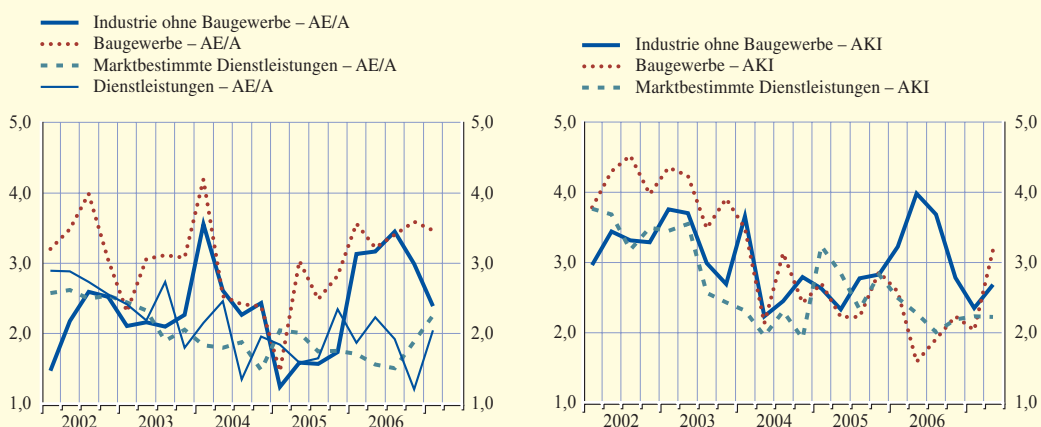 Industrie ohne Baugewerbe – AE/A
Baugewerbe – AE/A
Marktbestimmte Dienstleistungen – AE/A
Dienstleistungen – AE/A
5,0 5,0
4,0 4,0
3,0 3,0
2,0 2,0
1,0 1,0
2002 2003 2004 2005 2006
Industrie ohne Baugewerbe – AKI
Baugewerbe – AKI
Marktbestimmte Dienstleistungen – AKI
5,0 5,0
4,0 4,0
3,0 3,0
2,0 2,0
1,0 1,0
2002 2003 2004 2005 2006